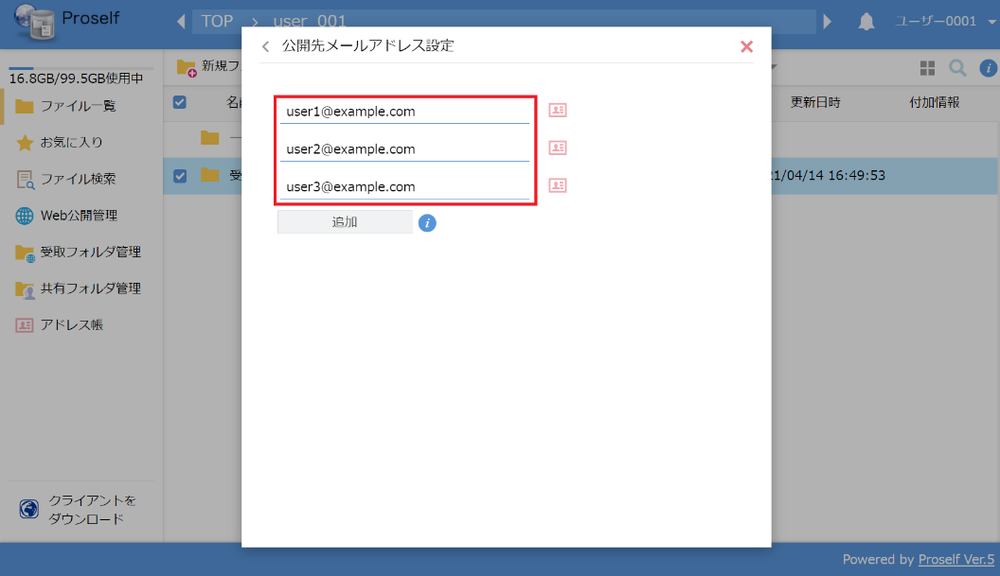 Proself
TOP > user_001
ユーザー0001
16.8GB/99.5GB使用中
ファイル一覧
お気に入り
ファイル検索
Web公開管理
受取フォルダ管理
共有フォルダ管理
アドレス帳
クライアントを
ダウンロード
新規フ
名
更新日時
付加情報
受
1/04/14 16:49:53
公開先メールアドレス設定
user1@example.com
user2@example.com
user3@example.com
追加
Powered by Proself Ver.5